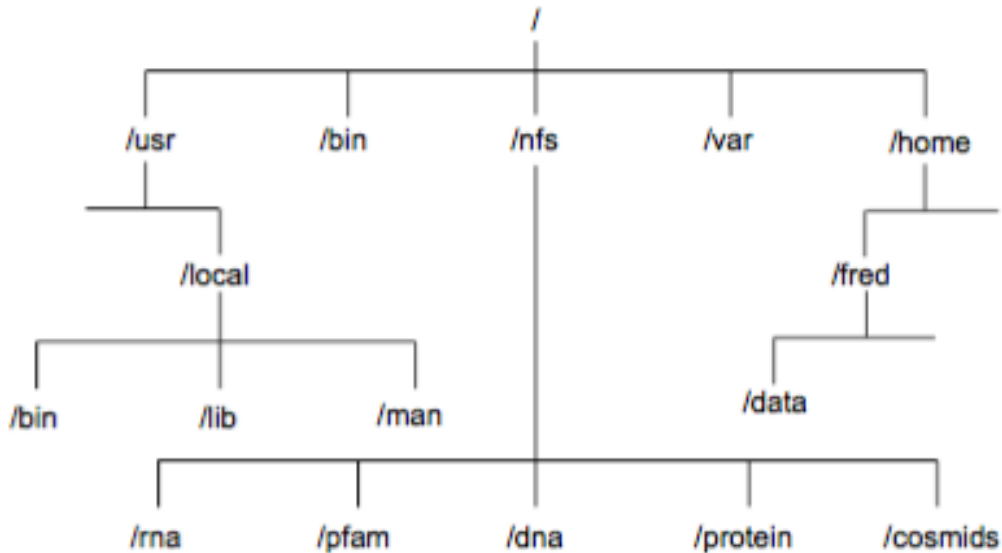 /
/usr /bin /nfs /var /home
/local /fred
/bin /lib /man /data
/rna /pfam /dna /protein /cosmids